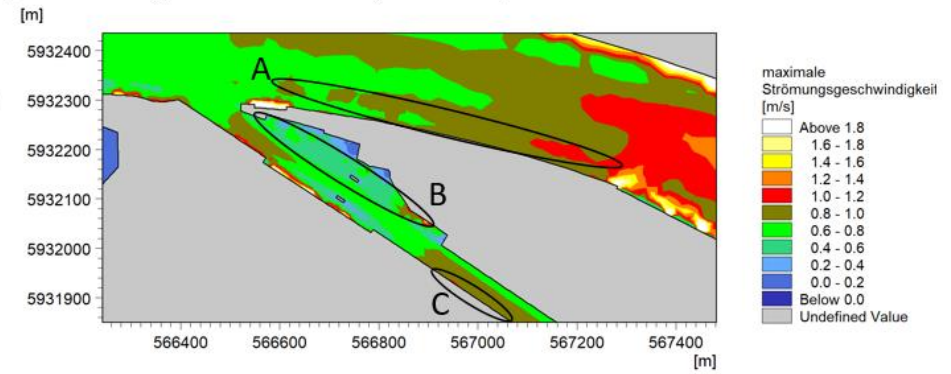 [m]
5932400
5932300
5932200
5932100
5932000
5931900
A
B
C
566400
566600
566800
567000
567200
567400
[m]
maximale
Strömungsgeschwindigkeit
[m/s]
Above 1.8
1.6 - 1.8
1.4 - 1.6
1.2 - 1.4
1.0 - 1.2
0.8 - 1.0
0.6 - 0.8
0.4 - 0.6
0.2 - 0.4
0.0 - 0.2
Below 0.0
Undefined Value